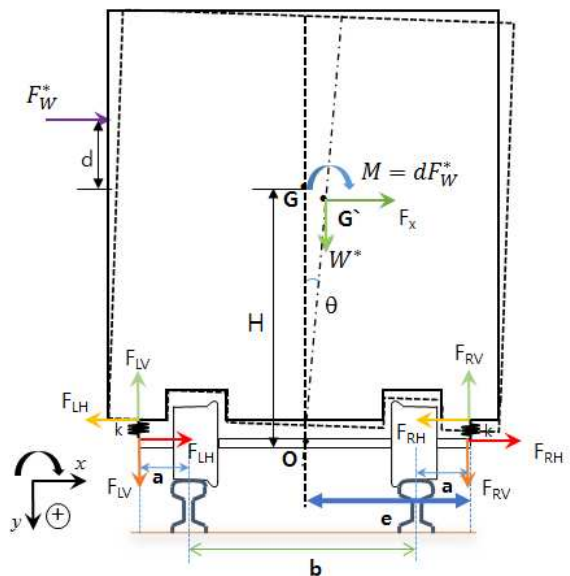 F*W
d
M = dF*W
G
G`
Fx
W*
H
θ
FLV
FRV
FLH
k
FRH
k
FLH
O
FRH
x
a
a
FLV
FRV
y
+
e
b